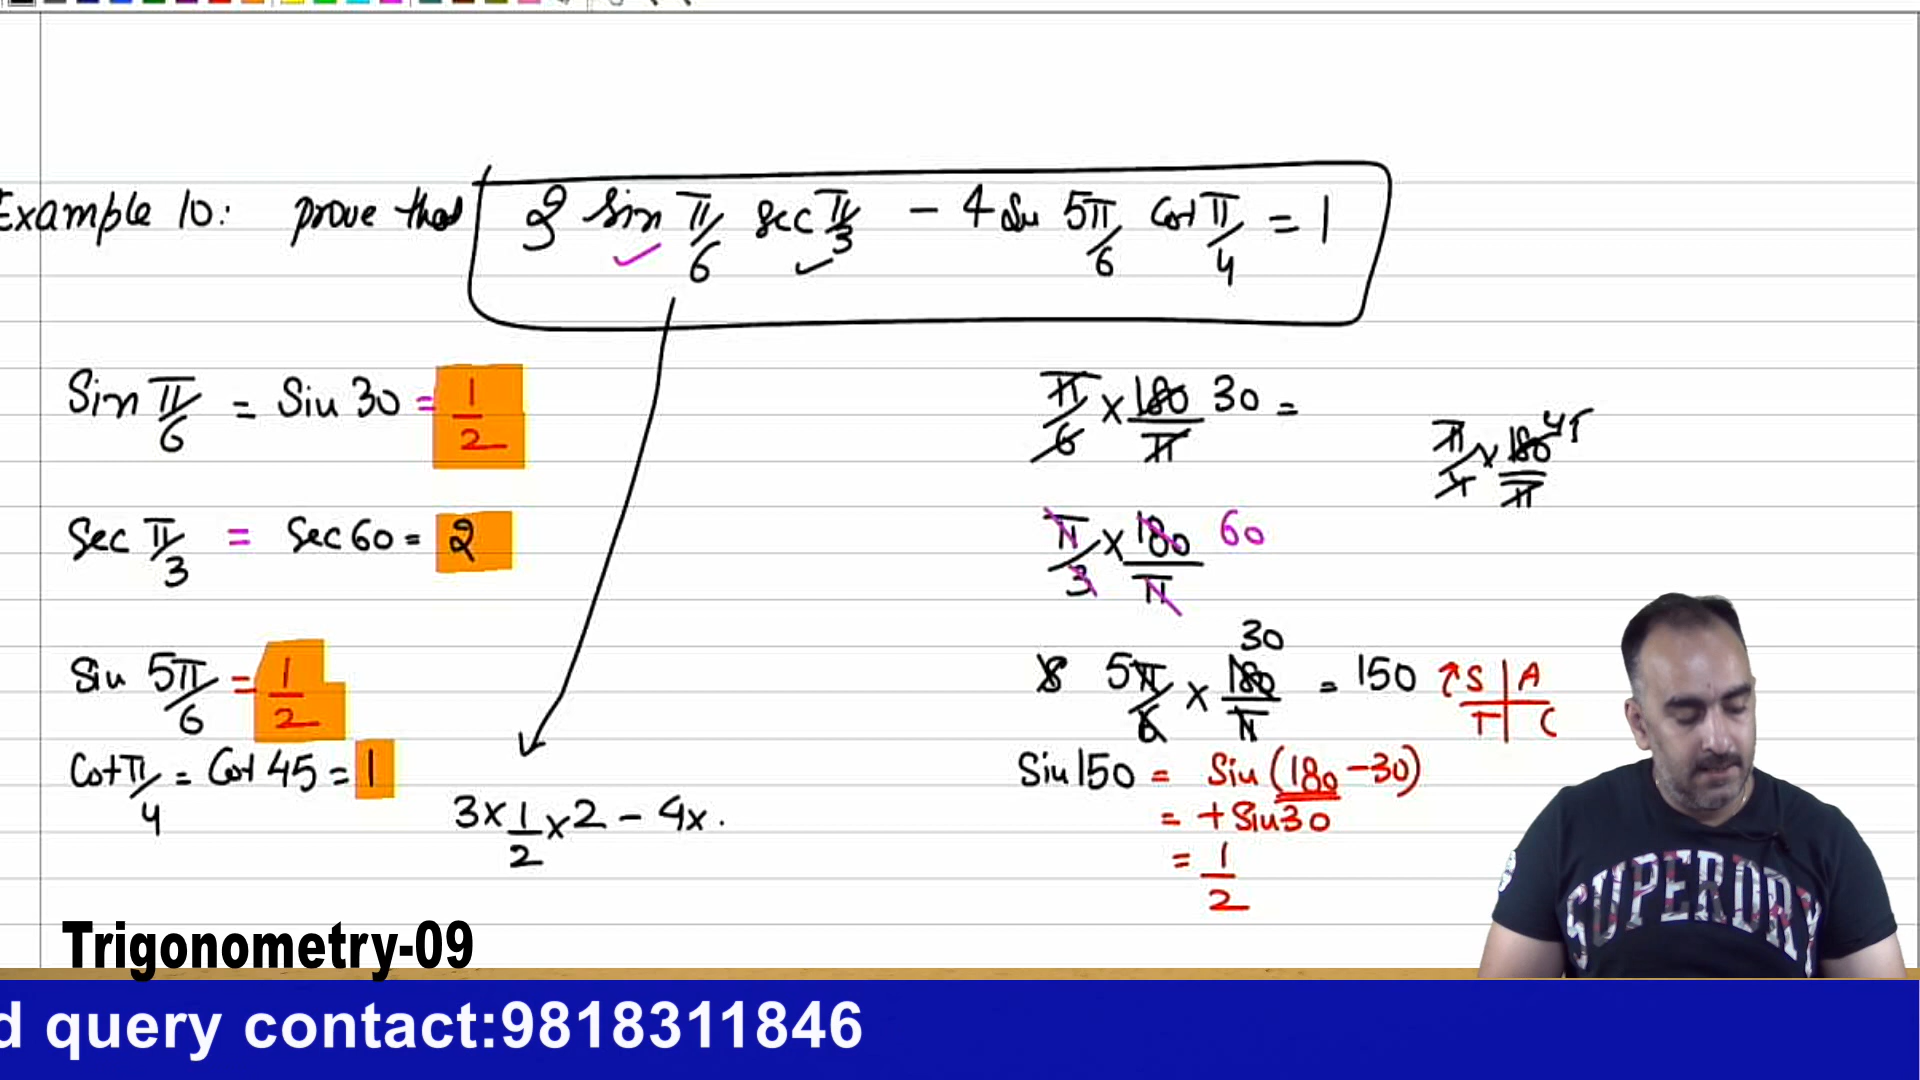 Example 10: prove that 3 sin π/6 sec π/3 - 4 sin 5π/6 cot π/4 = 1
Sin π/6 = Sin 30 = 1/2
π/6 × 180/π 30 =
π/4 × 180/π 45
Sec π/3 = Sec 60 = 2
π/3 × 180/π 60
Sin 5π/6 = 1/2
5π/6 × 180/π 30 = 150
S | A
T | C
Cot π/4 = Cot 45 = 1
Sin 150 = Sin (180 - 30)
= + Sin 30
= 1/2
3 × 1/2 × 2 - 4 × .
SUPERDRY
Trigonometry-09
d query contact:9818311846